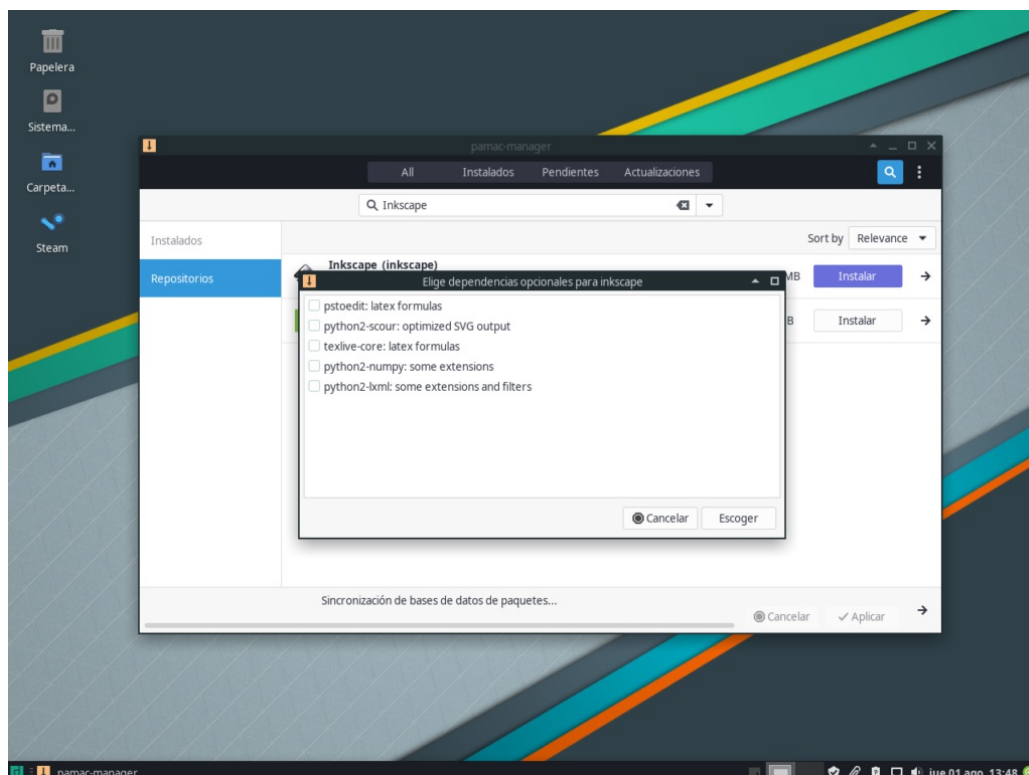 Papelera
Sistema...
Carpeta...
Steam
pamac-manager
All Instalados Pendientes Actualizaciones
Inkscape
Instalados
Sort by Relevance
Repositorios
Inkscape (inkscape)
MB Instalar
B Instalar
Elige dependencias opcionales para inkscape
pstoedit: latex formulas
python2-scour: optimized SVG output
texlive-core: latex formulas
python2-numpy: some extensions
python2-lxml: some extensions and filters
Cancelar Escoger
Sincronización de bases de datos de paquetes...
Cancelar Aplicar
pamac-manager
jue 01 ago, 13:48